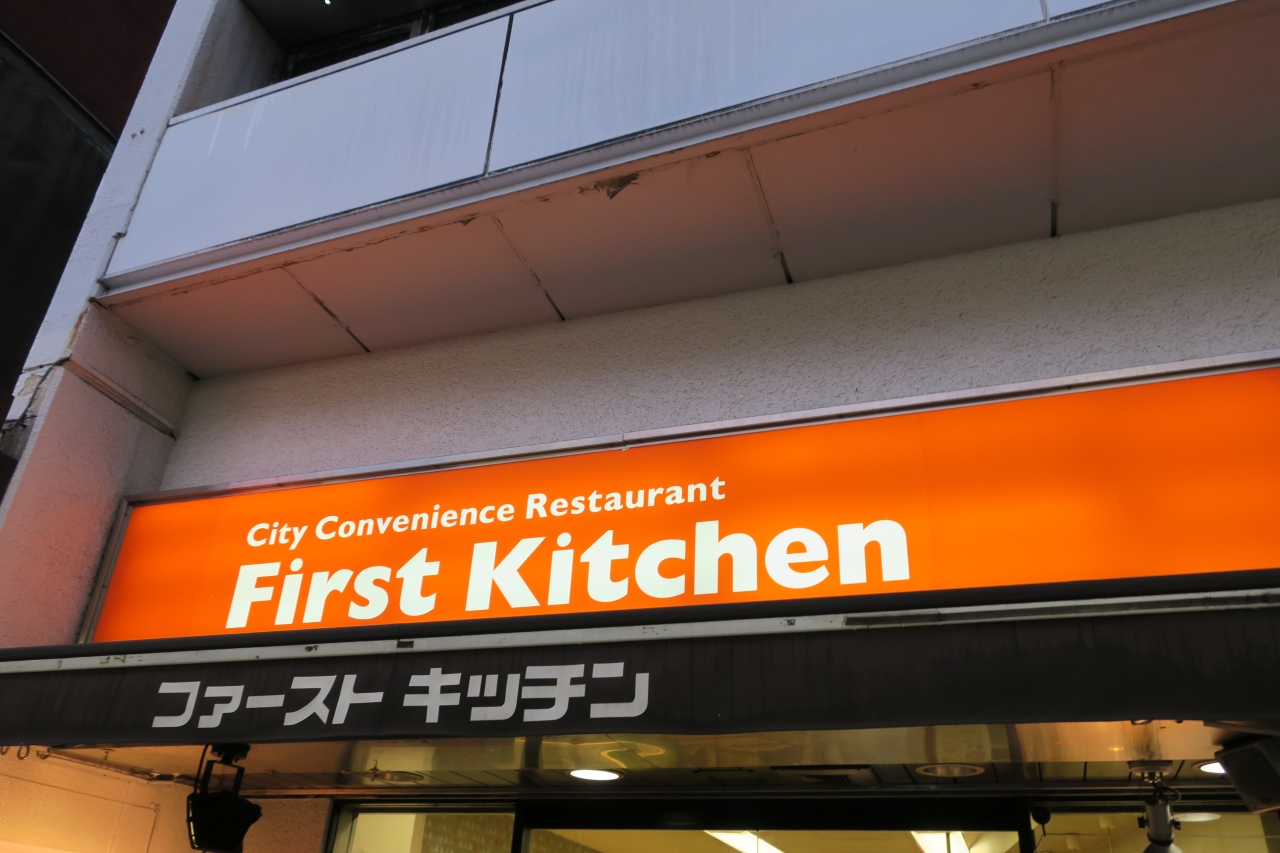 City Convenience Restaurant
First Kitchen
ファースト キッチン